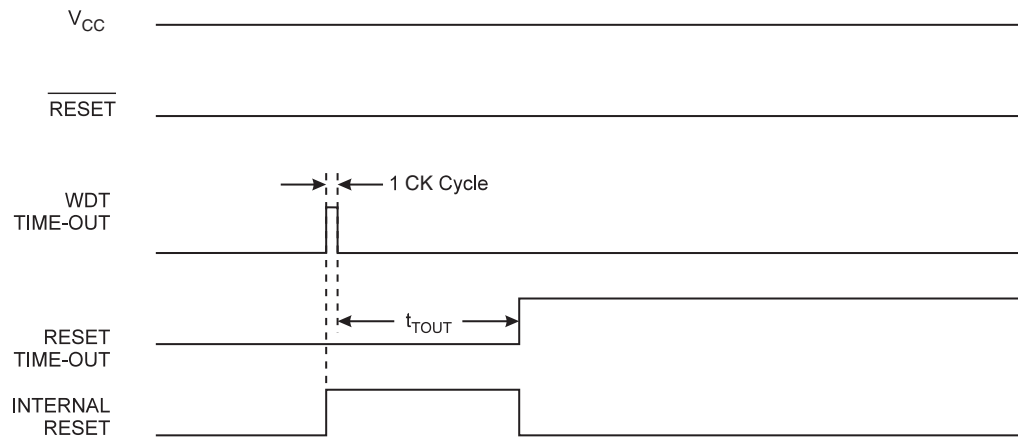 VCC
RESET
1 CK Cycle
WDT
TIME-OUT
tTOUT
RESET
TIME-OUT
INTERNAL
RESET